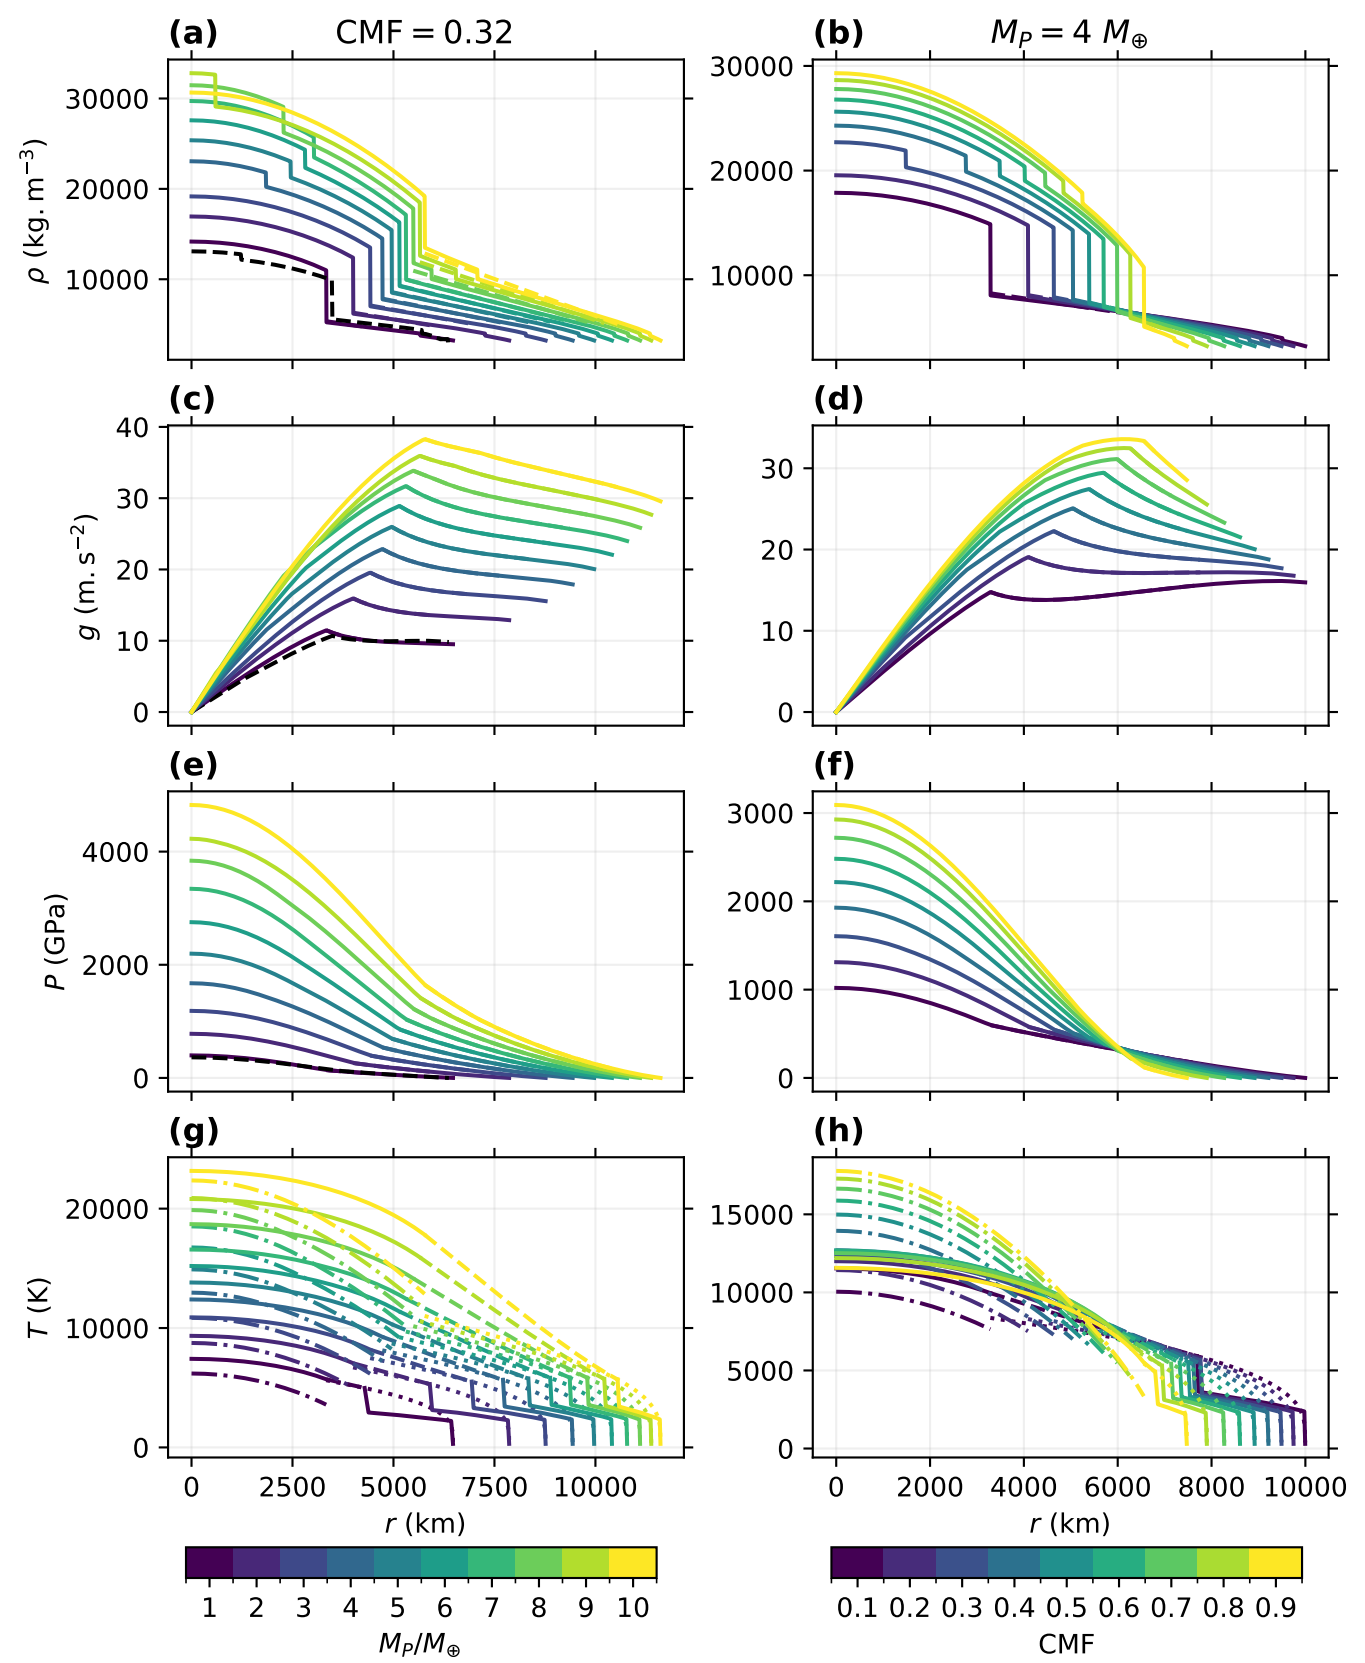 (a) CMF = 0.32
(b) M_P = 4 M_⊕
30000
20000
10000
ρ (kg. m⁻³)
30000
20000
10000
(c)
(d)
40
30
20
10
0
g (m. s⁻²)
30
20
10
0
(e)
(f)
4000
2000
0
P (GPa)
3000
2000
1000
0
(g)
(h)
20000
10000
0
T (K)
15000
10000
5000
0
0 2500 5000 7500 10000
r (km)
0 2000 4000 6000 8000 10000
r (km)
1 2 3 4 5 6 7 8 9 10
M_P/M_⊕
0.1 0.2 0.3 0.4 0.5 0.6 0.7 0.8 0.9
CMF